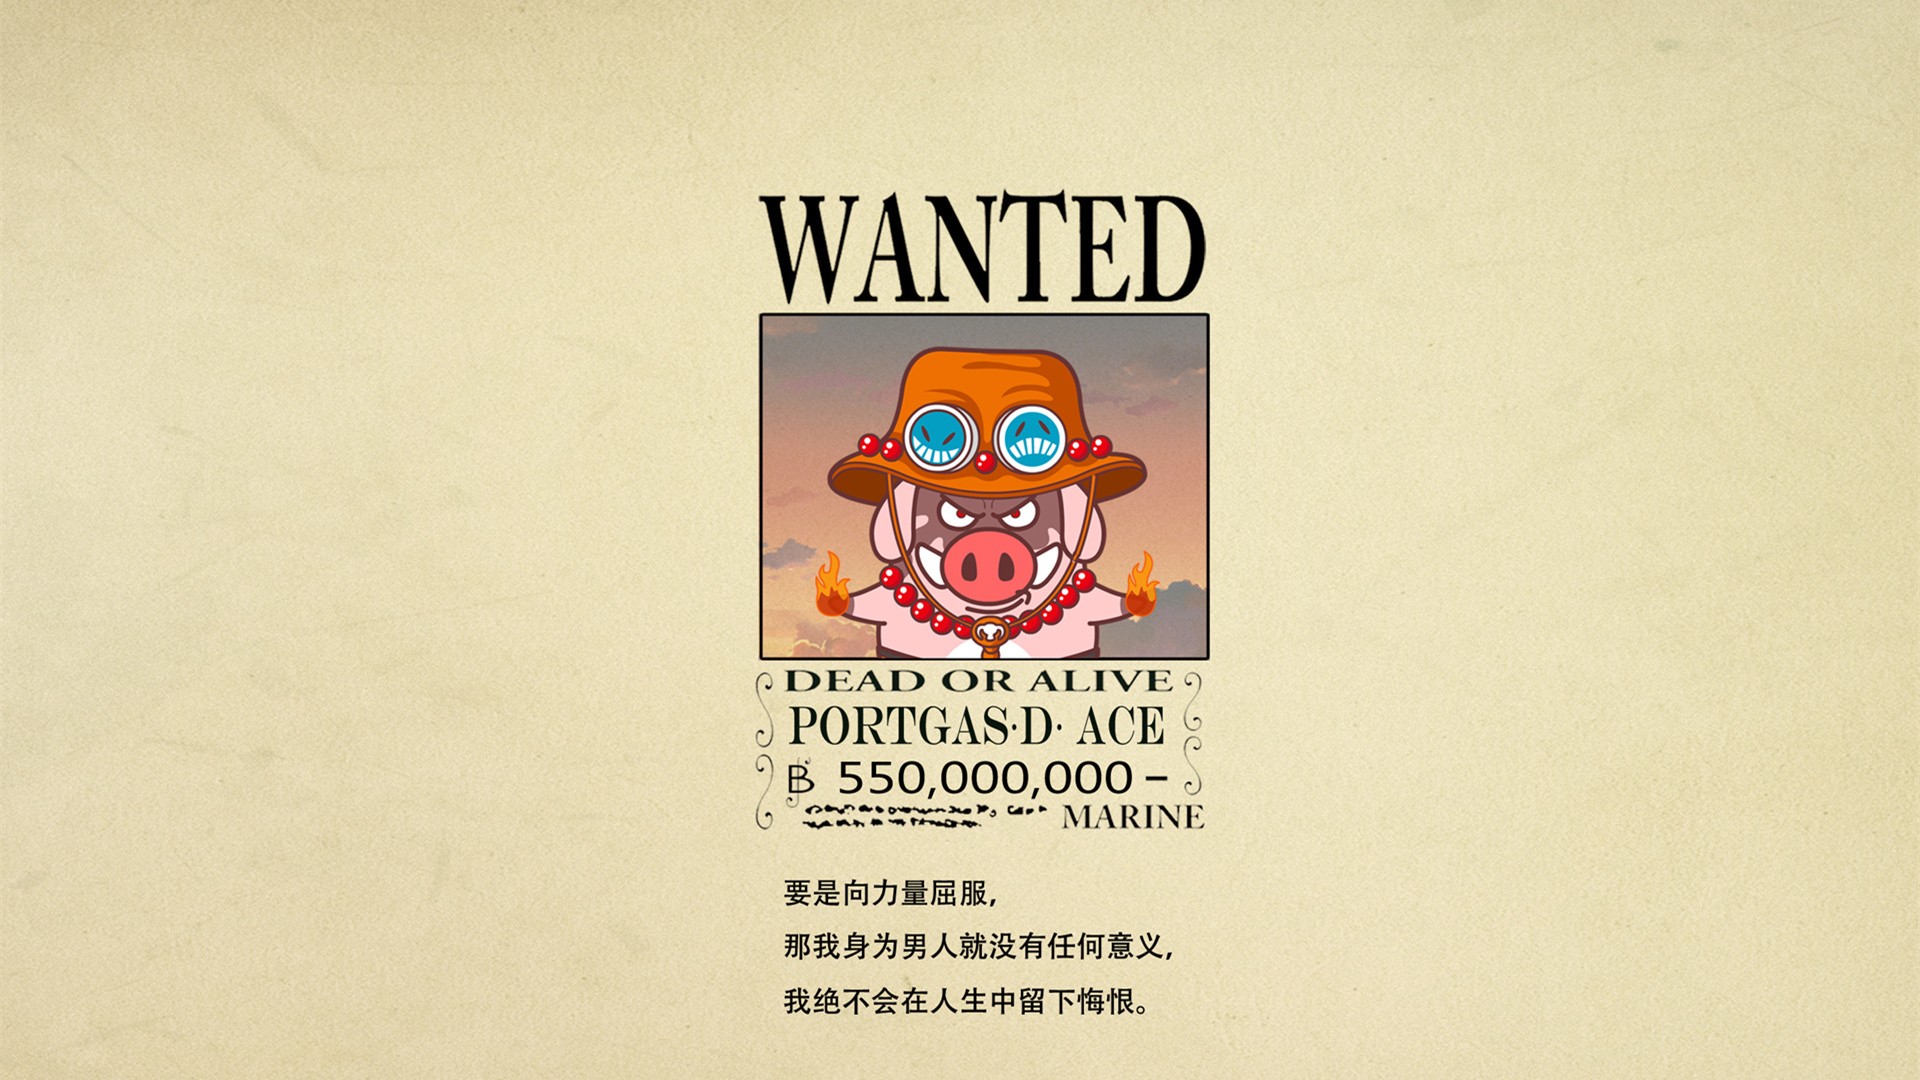 WANTED
DEAD OR ALIVE
PORTGAS·D· ACE
฿ 550,000,000 –
MARINE
要是向力量屈服,
那我身为男人就没有任何意义,
我绝不会在人生中留下悔恨。